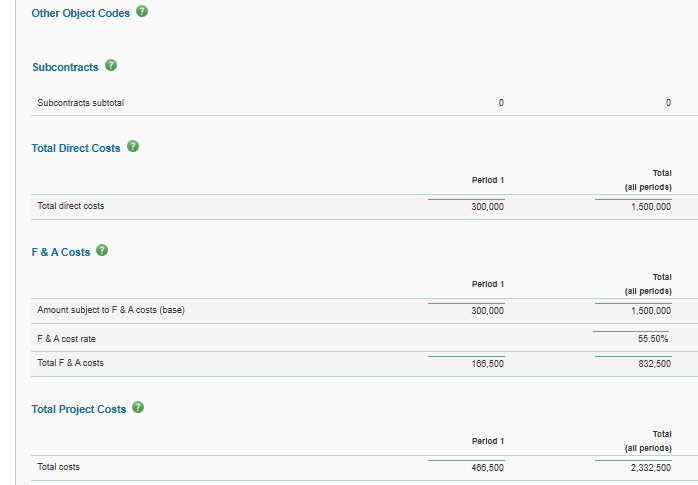 Other Object Codes ?
Subcontracts ?
Subcontracts subtotal 0 0
Total Direct Costs ?
Period 1 Total
(all periods)
Total direct costs 300,000 1,500,000
F & A Costs ?
Period 1 Total
(all periods)
Amount subject to F & A costs (base) 300,000 1,500,000
F & A cost rate 55.50%
Total F & A costs 166,500 832,500
Total Project Costs ?
Period 1 Total
(all periods)
Total costs 466,500 2,332,500